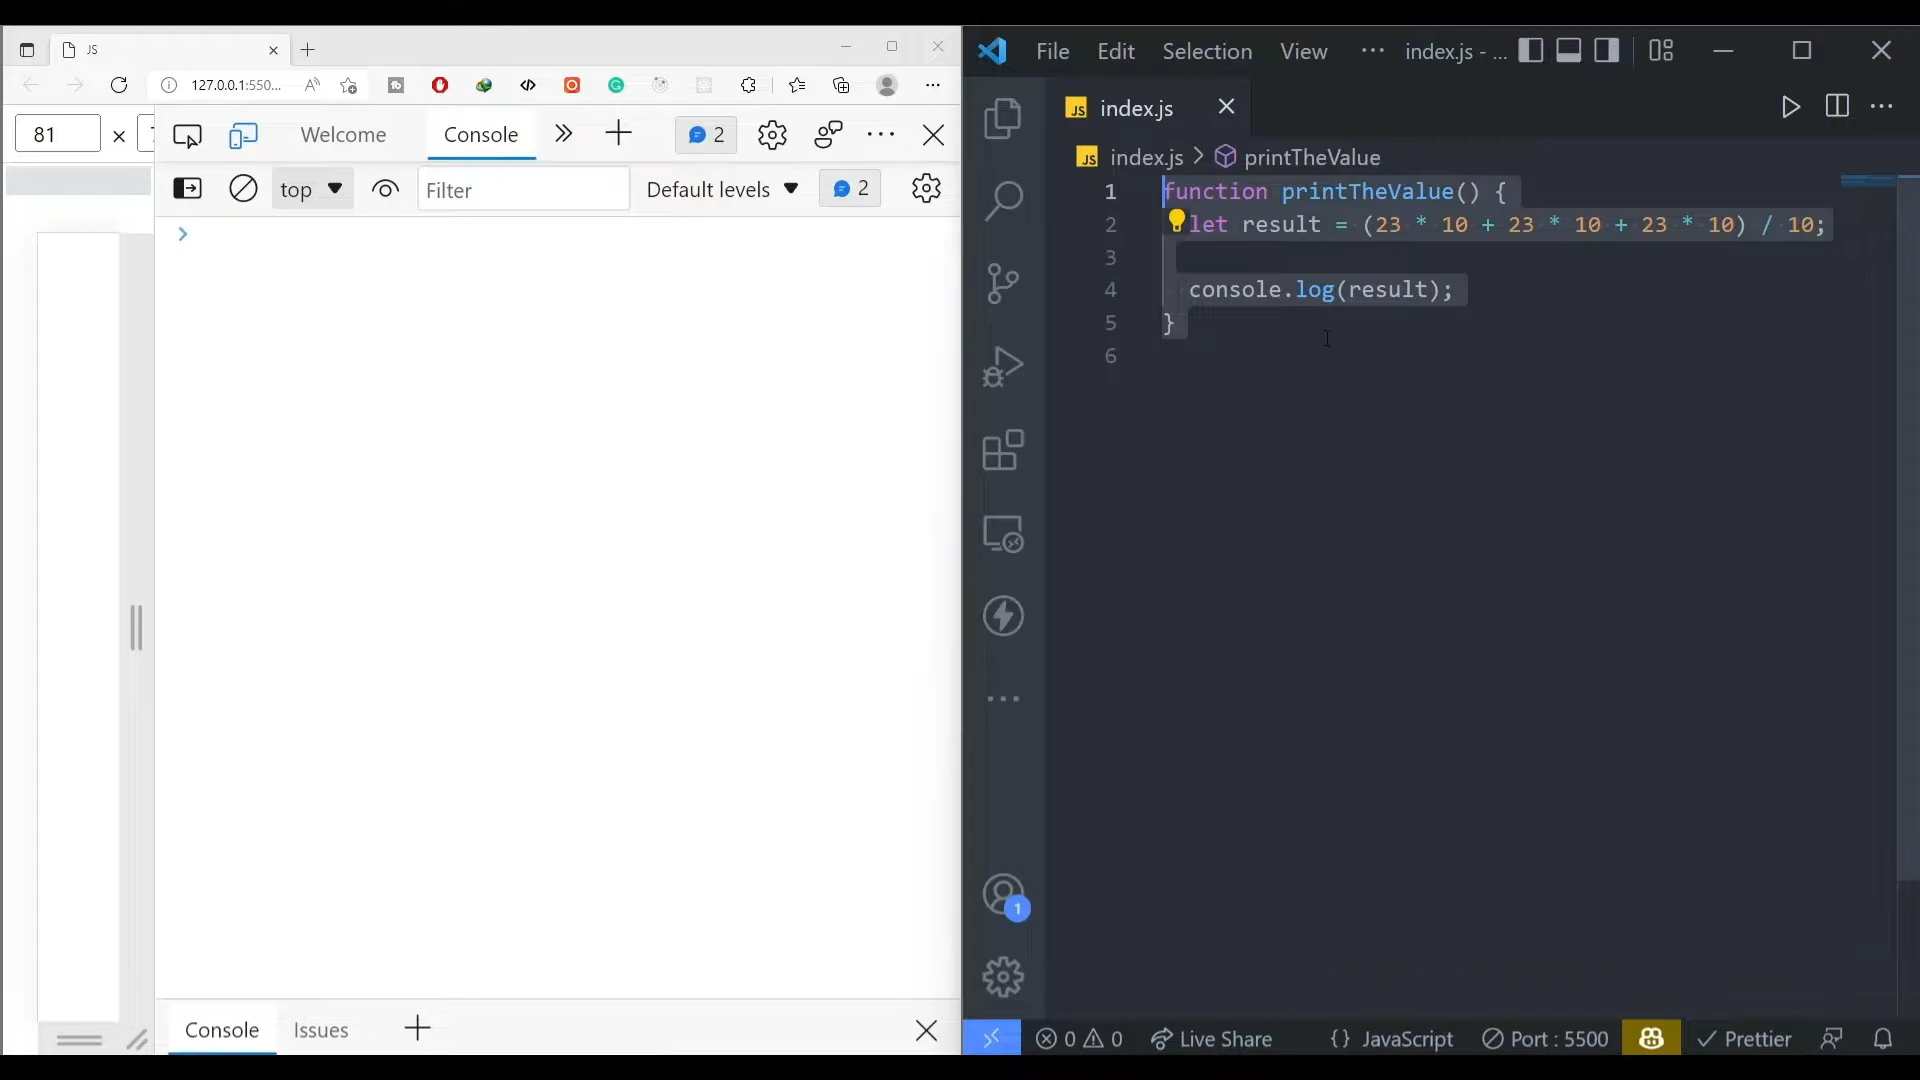 JS
127.0.0.1:550...
81 ×
Welcome
Console
2
top
Filter
Default levels
2
Console
Issues
File Edit Selection View ··· index.js - ...
index.js
index.js > printTheValue
1 function printTheValue() {
2 let result = (23 * 10 + 23 * 10 + 23 * 10) / 10;
3
4 console.log(result);
5 }
6
1
0 0 Live Share {} JavaScript Port : 5500 Prettier